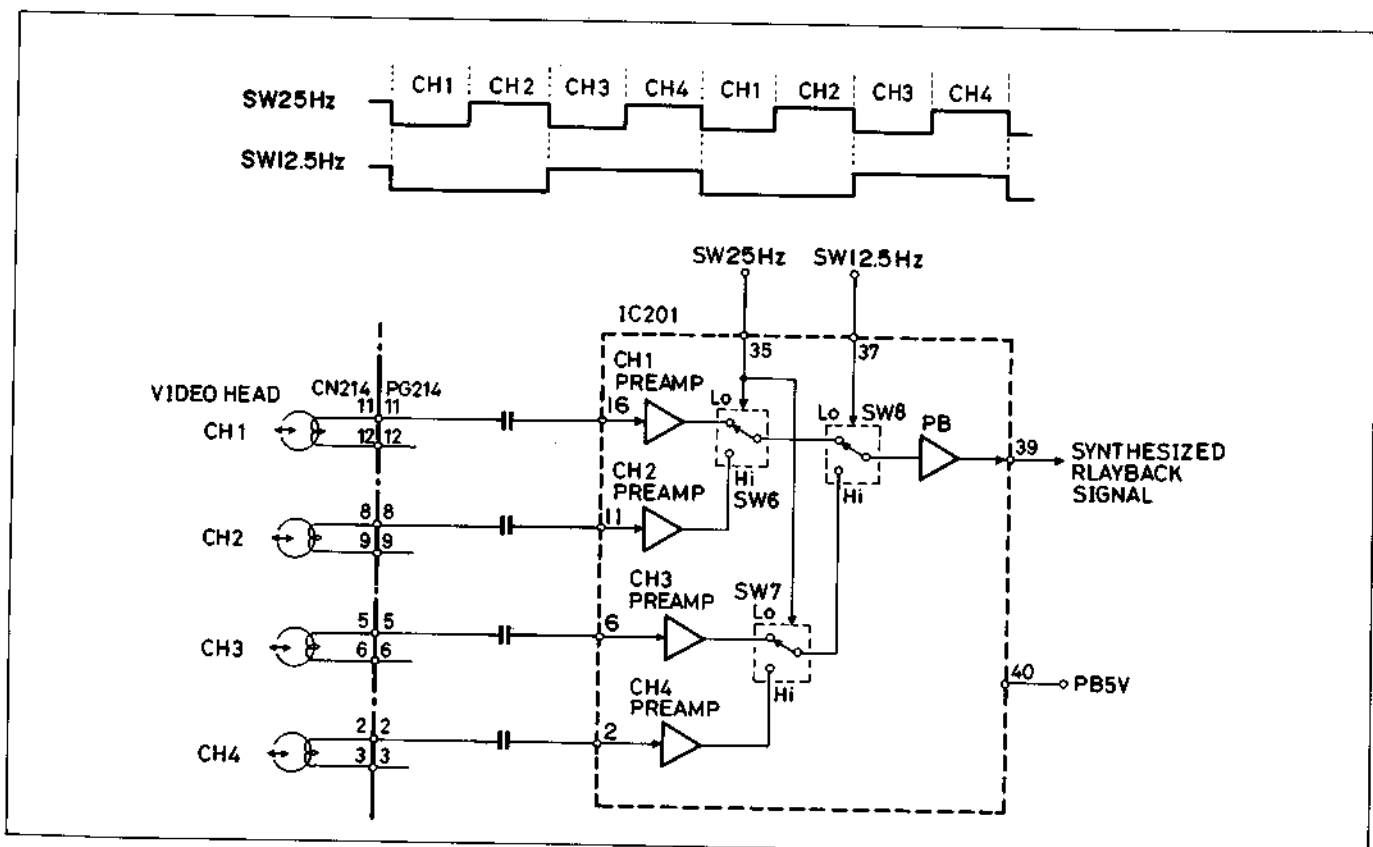 CH1 CH2 CH3 CH4 CH1 CH2 CH3 CH4
SW25Hz
SW12.5Hz
SW25Hz SW12.5Hz
IC201
35 37
VIDEO HEAD
CN214 PG214
CH1
11 11
12 12
16
CH1
PREAMP
Lo
Hi
SW6
Lo SW8
Hi
PB
39
SYNTHESIZED
RLAYBACK
SIGNAL
CH2
8 8
9 9
11
CH2
PREAMP
CH3
5 5
6 6
6
CH3
PREAMP
SW7
Lo
Hi
40
PB5V
CH4
2 2
3 3
2
CH4
PREAMP